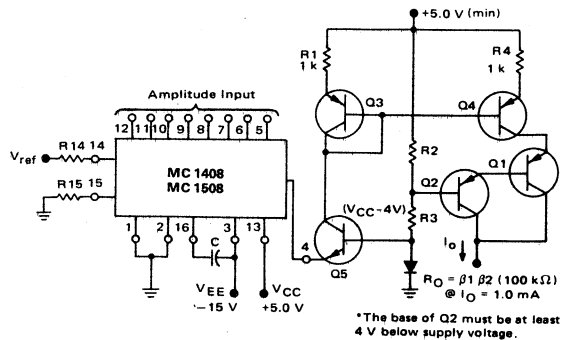 +5.0 V (min)
R1
1 k
R4
1 k
Amplitude Input
Q3
Q4
12 11 10 9 8 7 6 5
R14 14
Vref
MC 1408
MC 1508
R2
Q1
R15 15
Q2
(VCC-4V)
R3
1 2 16 3 13
4
C
Q5
Io
VEE
-15 V
VCC
+5.0 V
RO = β1 β2 (100 kΩ)
@ IO = 1.0 mA
*The base of Q2 must be at least
4 V below supply voltage.